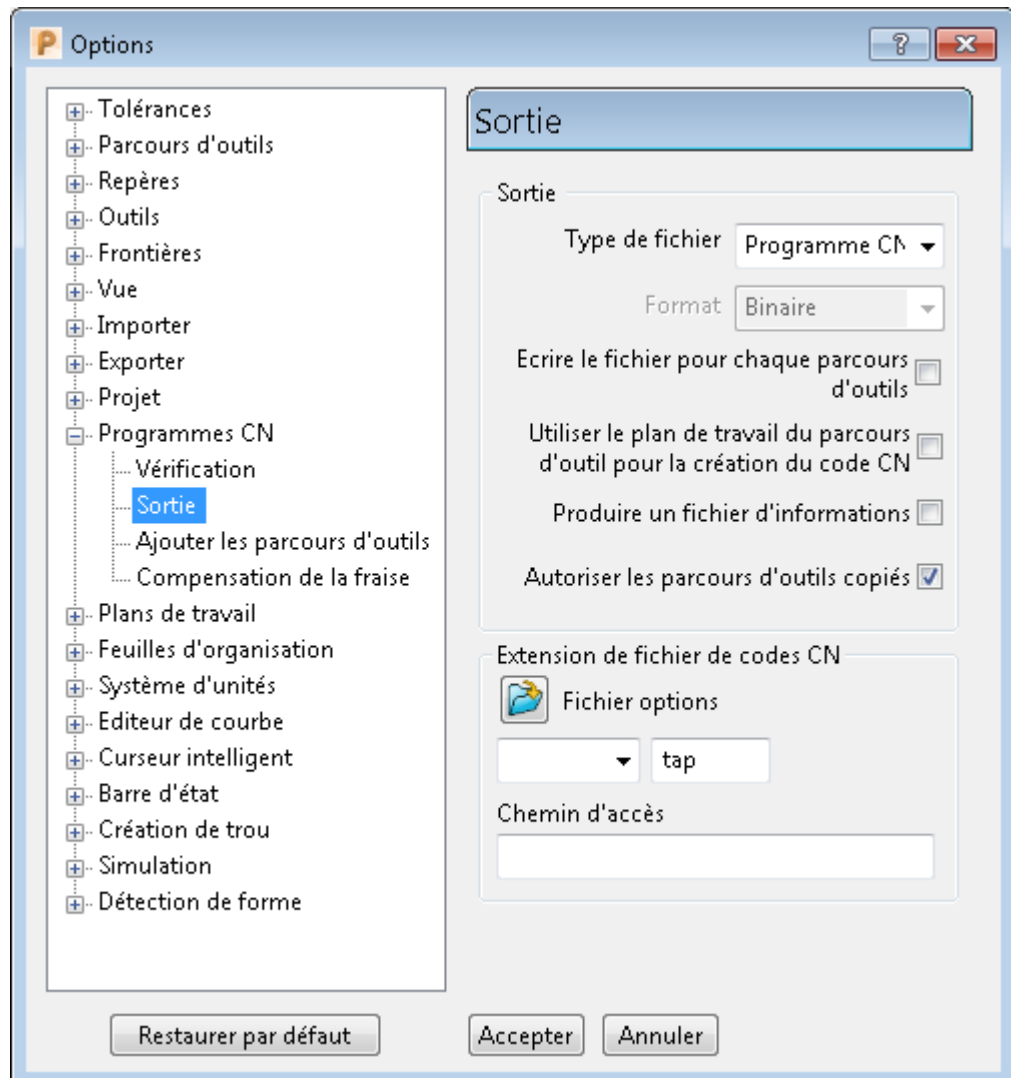 Options
Tolérances
Parcours d'outils
Repères
Outils
Frontières
Vue
Importer
Exporter
Projet
Programmes CN
Vérification
Sortie
Ajouter les parcours d'outils
Compensation de la fraise
Plans de travail
Feuilles d'organisation
Système d'unités
Editeur de courbe
Curseur intelligent
Barre d'état
Création de trou
Simulation
Détection de forme
Sortie
Sortie
Type de fichier Programme CN
Format Binaire
Ecrire le fichier pour chaque parcours
d'outils
Utiliser le plan de travail du parcours
d'outil pour la création du code CN
Produire un fichier d'informations
Autoriser les parcours d'outils copiés
Extension de fichier de codes CN
Fichier options
tap
Chemin d'accès
Restaurer par défaut Accepter Annuler